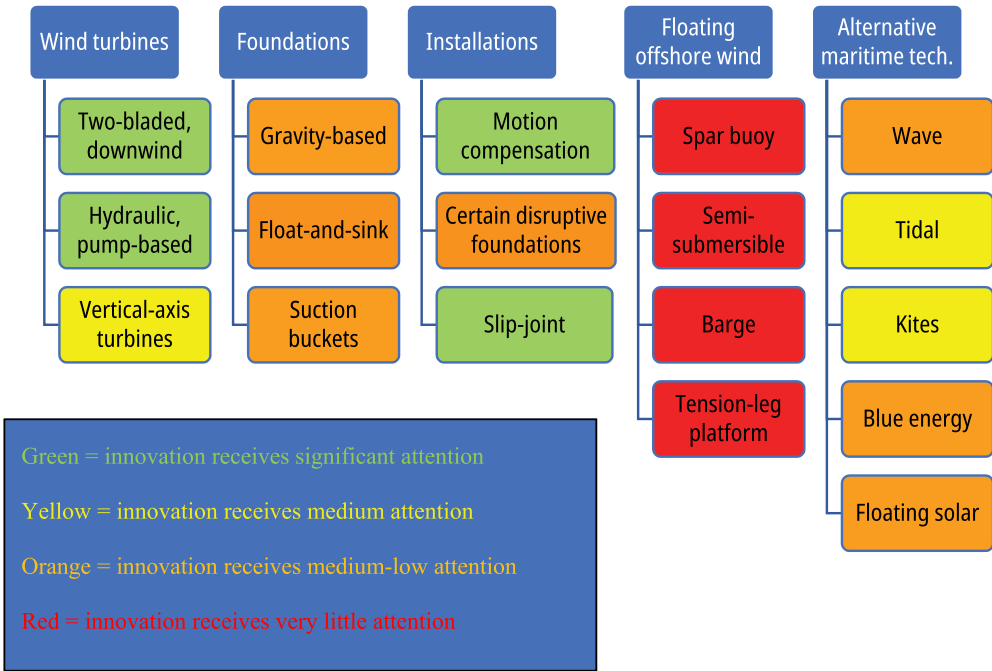 Wind turbines
Two-bladed,
downwind
Hydraulic,
pump-based
Vertical-axis
turbines
Foundations
Gravity-based
Float-and-sink
Suction
buckets
Installations
Motion
compensation
Certain disruptive
foundations
Slip-joint
Floating
offshore wind
Spar buoy
Semi-
submersible
Barge
Tension-leg
platform
Alternative
maritime tech.
Wave
Tidal
Kites
Blue energy
Floating solar
Green = innovation receives significant attention
Yellow = innovation receives medium attention
Orange = innovation receives medium-low attention
Red = innovation receives very little attention